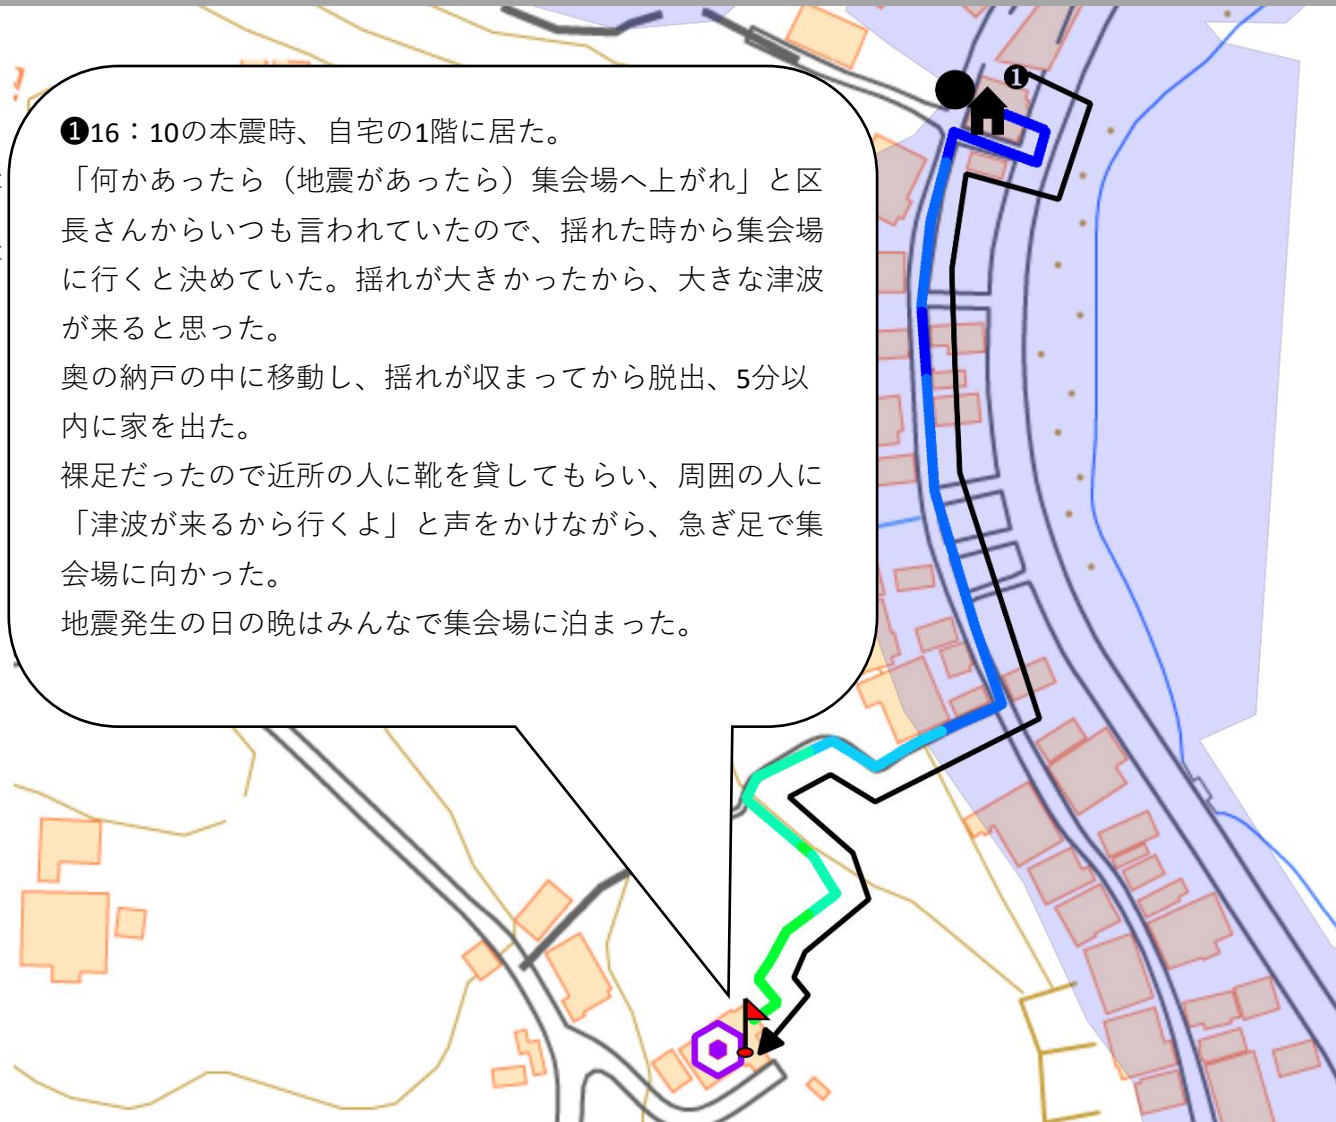 ❶
❶16：10の本震時、自宅の1階に居た。
「何かあったら（地震があったら）集会場へ上がれ」と区
長さんからいつも言われていたので、揺れた時から集会場
に行くと決めていた。揺れが大きかったから、大きな津波
が来ると思った。
奥の納戸の中に移動し、揺れが収まってから脱出、5分以
内に家を出た。
裸足だったので近所の人に靴を貸してもらい、周囲の人に
「津波が来るから行くよ」と声をかけながら、急ぎ足で集
会場に向かった。
地震発生の日の晩はみんなで集会場に泊まった。